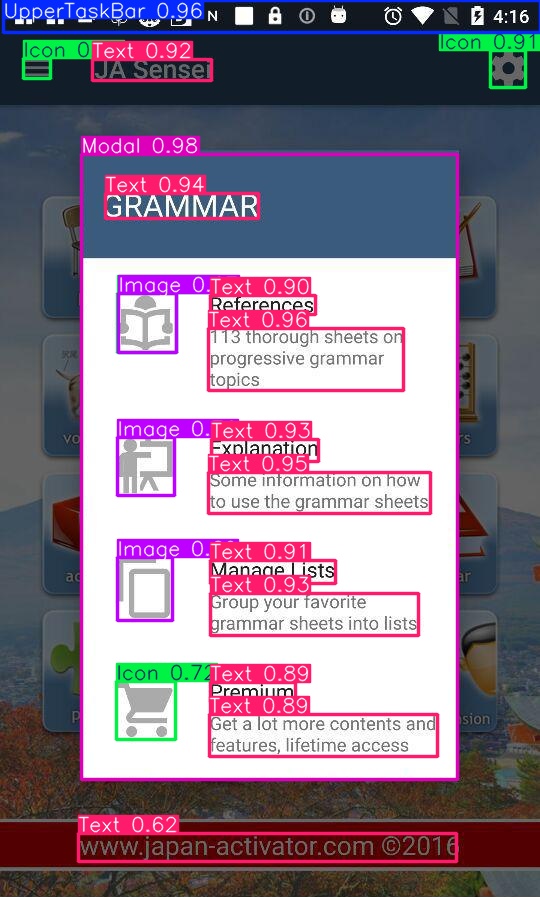 UpperTaskBar 0.96
N
4:16
Icon 0
Text 0.92
Icon 0.91
JA Sensei
Modal 0.98
Text 0.94
GRAMMAR
Image 0.
Text 0.90
References
Text 0.96
113 thorough sheets on
progressive grammar
topics
Image 0.
Text 0.93
Explanation
Text 0.95
Some information on how
to use the grammar sheets
Image 0.
Text 0.91
Manage Lists
Text 0.93
Group your favorite
grammar sheets into lists
Icon 0.72
Text 0.89
Premium
Text 0.89
Get a lot more contents and
features, lifetime access
Text 0.62
www.japan-activator.com ©2016